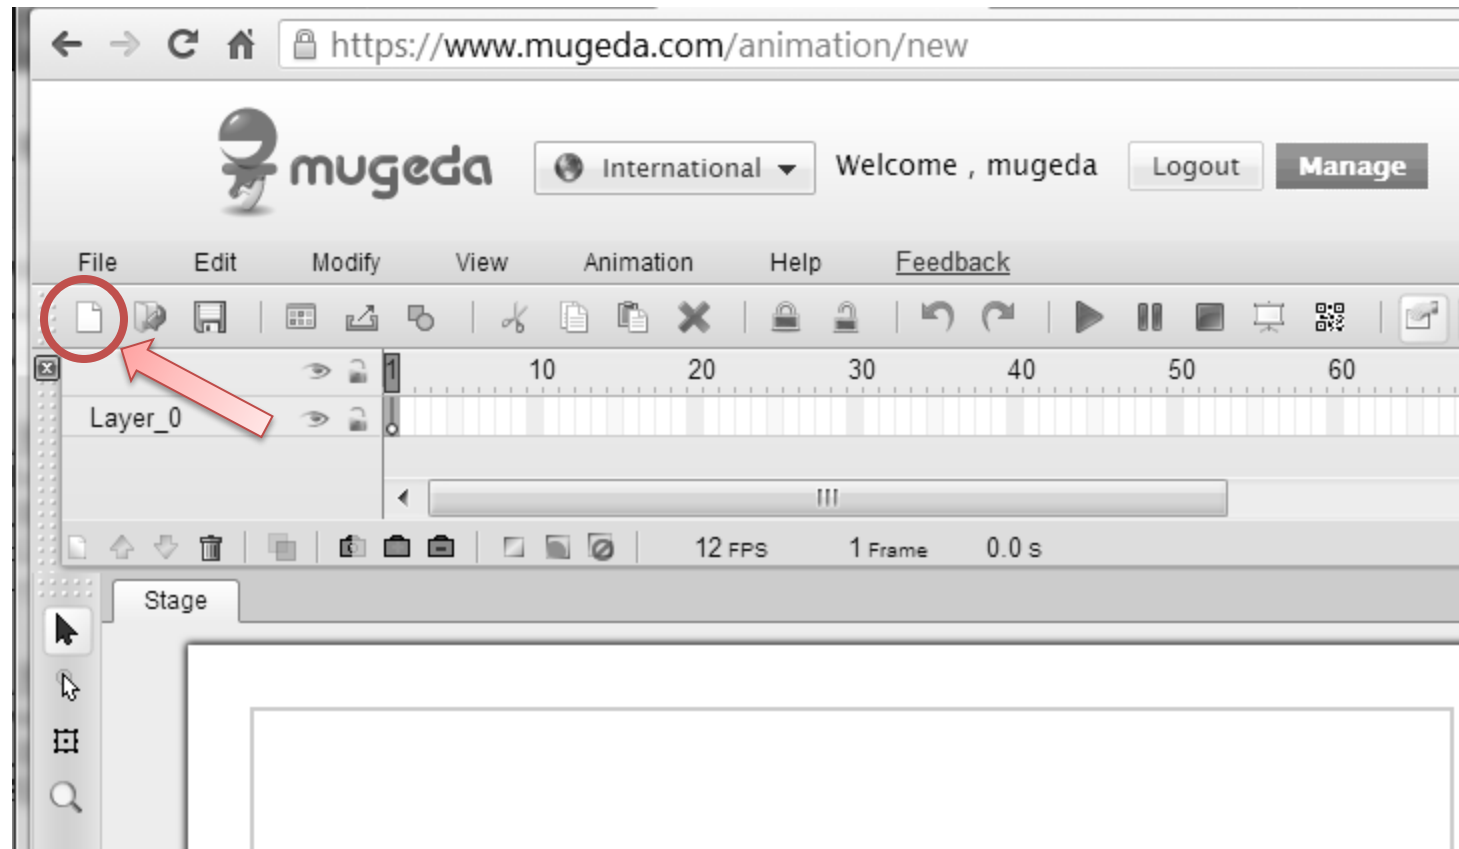 https://www.mugeda.com/animation/new
mugeda International Welcome , mugeda Logout Manage
File Edit Modify View Animation Help Feedback
1 10 20 30 40 50 60
Layer_0
12 FPS 1 Frame 0.0 s
Stage